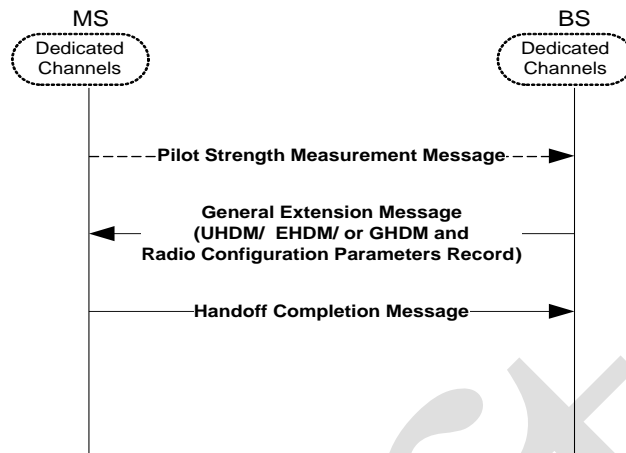 MS
BS
Dedicated
Channels
Dedicated
Channels
Pilot Strength Measurement Message
General Extension Message
(UHDM/ EHDM/ or GHDM and
Radio Configuration Parameters Record)
Handoff Completion Message